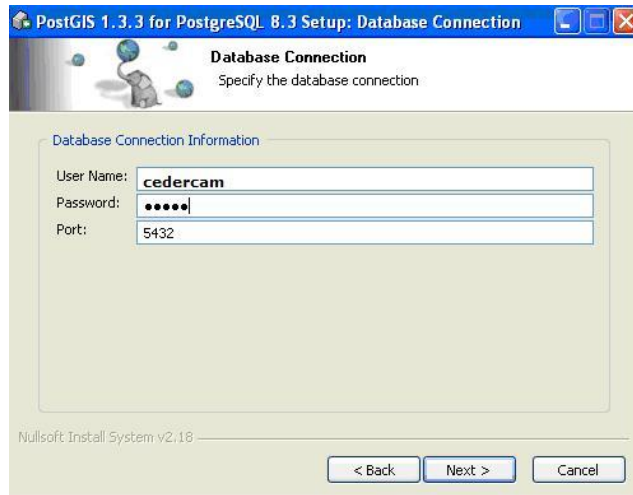 PostGIS 1.3.3 for PostgreSQL 8.3 Setup: Database Connection
Database Connection
Specify the database connection
Database Connection Information
User Name: cedercam
Password: •••••
Port: 5432
Nullsoft Install System v2.18
< Back Next > Cancel